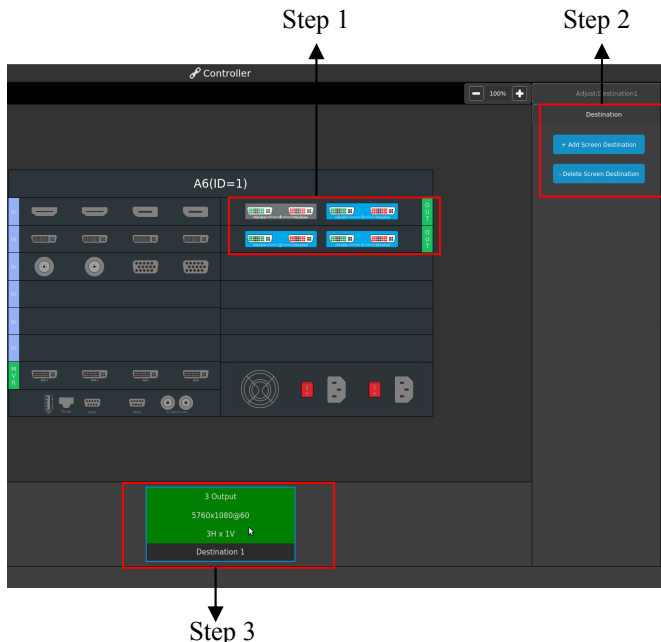 Step 1
Step 2
Controller
100%
Adjust Destination1
Destination
+ Add Screen Destination
- Delete Screen Destination
A6(ID=1)
OUT
OUT
MVR
3 Output
5760x1080@60
3H x 1V
Destination 1
Step 3